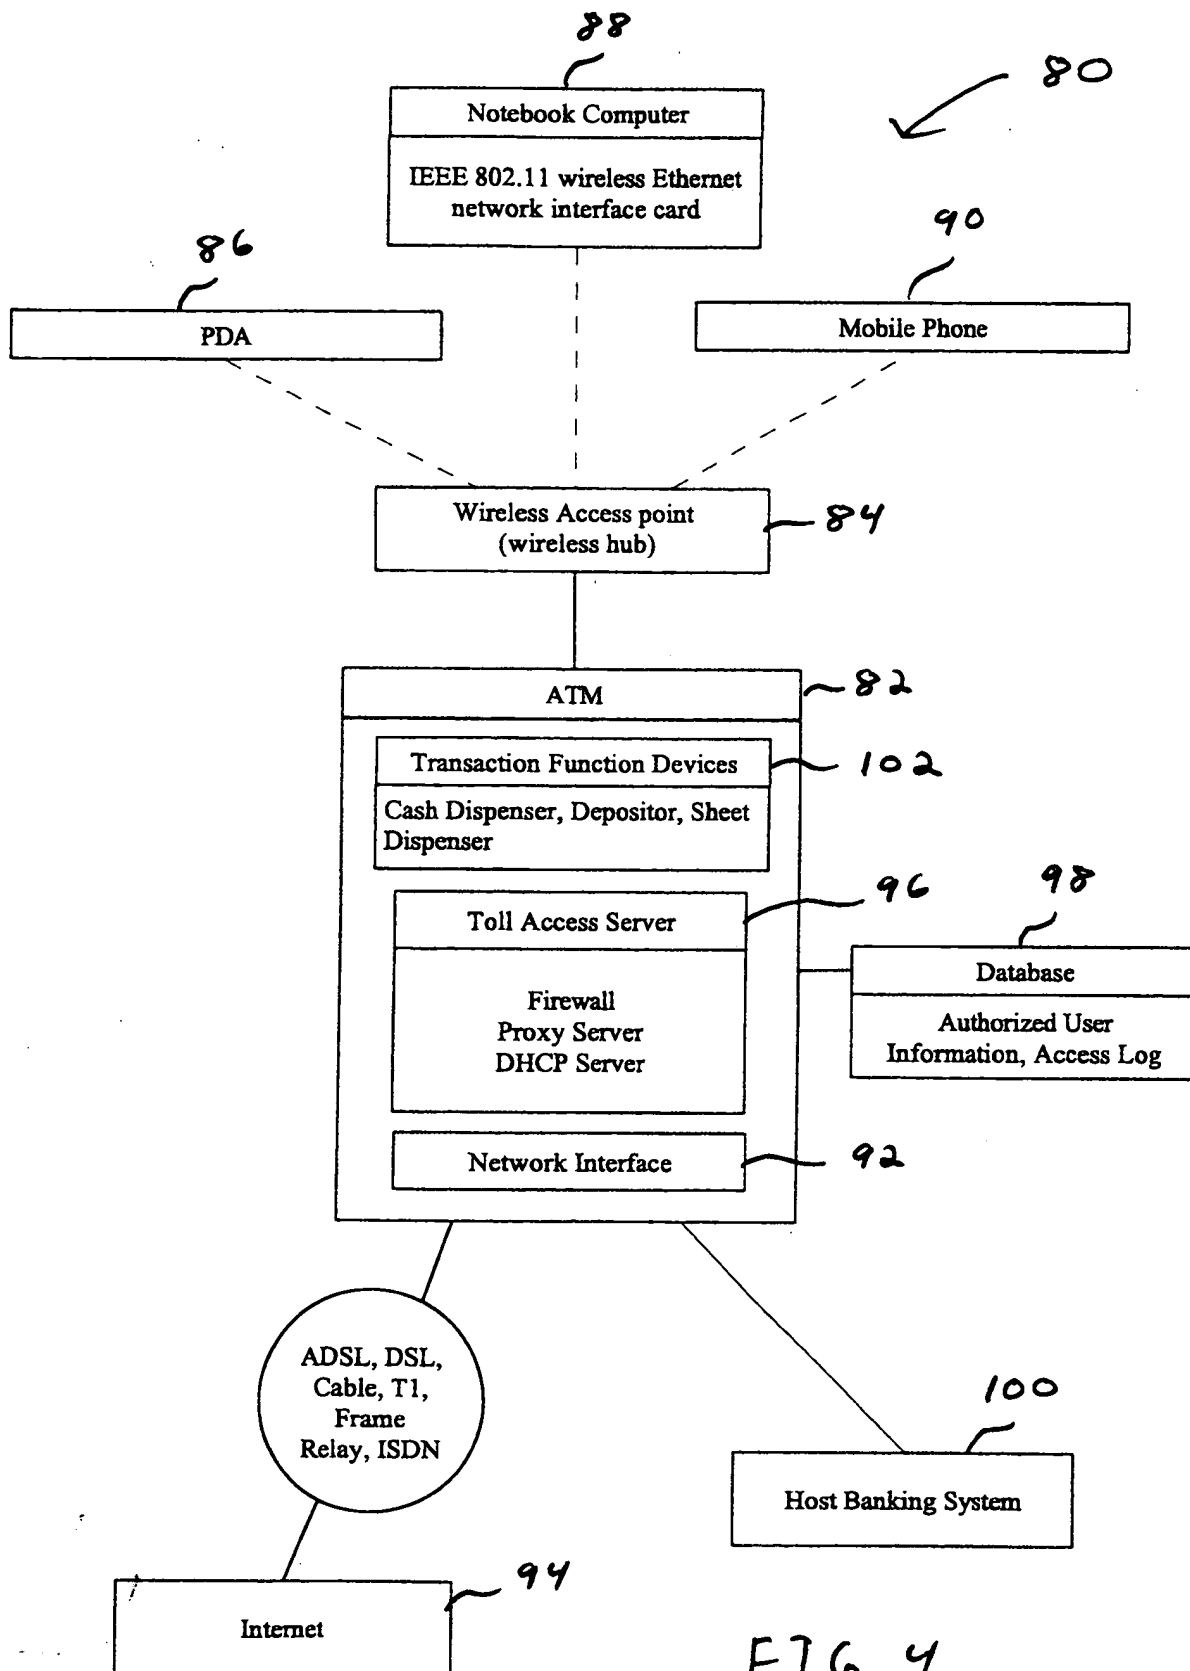 88
80
Notebook Computer
IEEE 802.11 wireless Ethernet
network interface card
86
90
PDA
Mobile Phone
Wireless Access point
(wireless hub)
84
ATM
82
Transaction Function Devices
102
Cash Dispenser, Depositor, Sheet
Dispenser
96
98
Toll Access Server
Database
Firewall
Proxy Server
DHCP Server
Authorized User
Information, Access Log
Network Interface
92
ADSL, DSL,
Cable, T1,
Frame
Relay, ISDN
100
Host Banking System
94
Internet
FIG 4